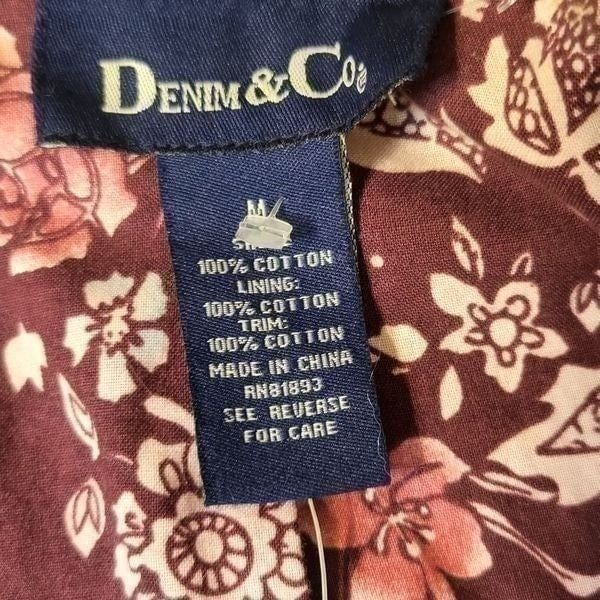 DENIM & Co®
M
100% COTTON
LINING:
100% COTTON
TRIM:
100% COTTON
MADE IN CHINA
RN81893
SEE REVERSE
FOR CARE